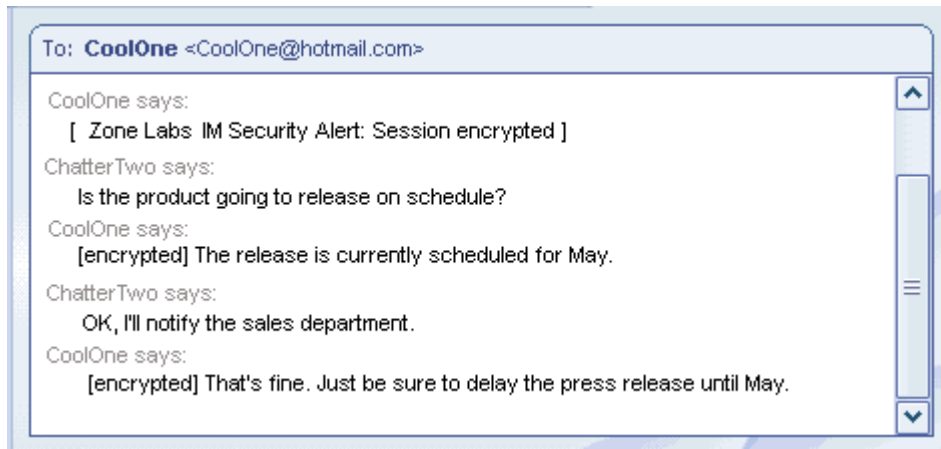 To: CoolOne <CoolOne@hotmail.com>
CoolOne says:
[ Zone Labs IM Security Alert: Session encrypted ]
ChatterTwo says:
Is the product going to release on schedule?
CoolOne says:
[encrypted] The release is currently scheduled for May.
ChatterTwo says:
OK, I'll notify the sales department.
CoolOne says:
[encrypted] That's fine. Just be sure to delay the press release until May.